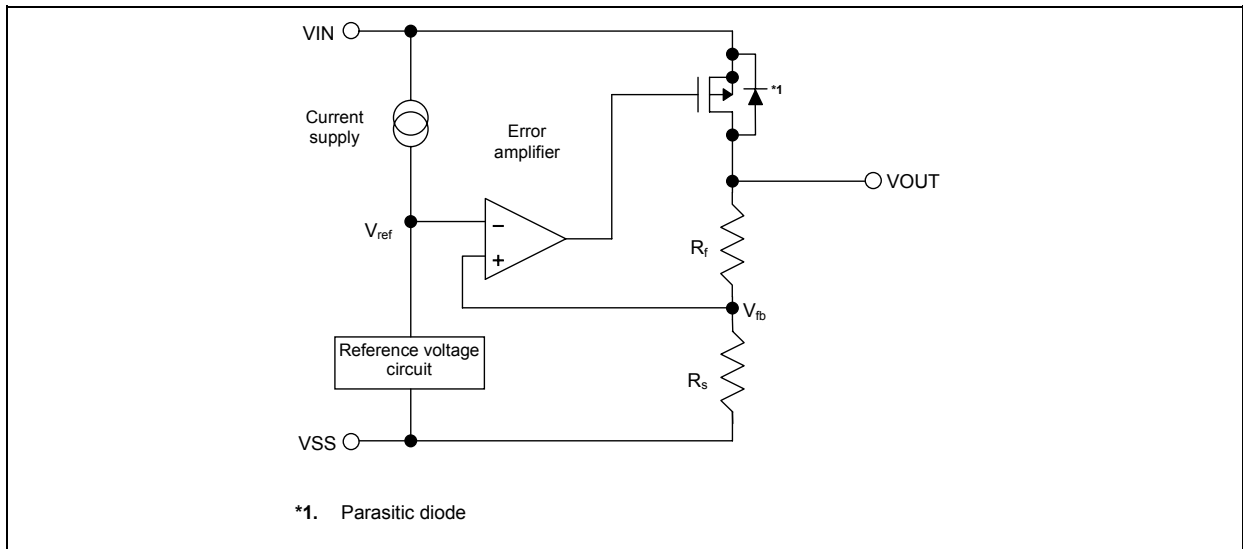 VIN
*1
Current
supply
Error
amplifier
VOUT
Vref
−
+
Rf
Vfb
Reference voltage
circuit
Rs
VSS
*1. Parasitic diode